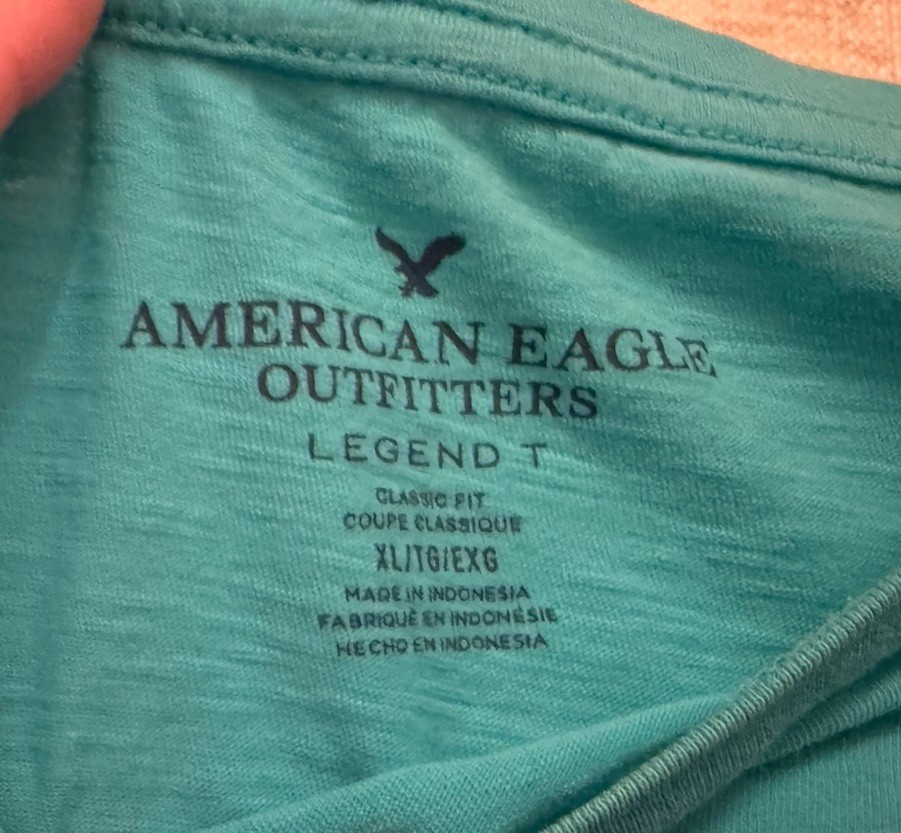 AMERICAN EAGLE
OUTFITTERS
LEGEND T
CLASSIC FIT
COUPE CLASSIQUE
XL/TG/EXG
MADE IN INDONESIA
FABRIQUÉ EN INDONÉSIE
HECHO EN INDONESIA